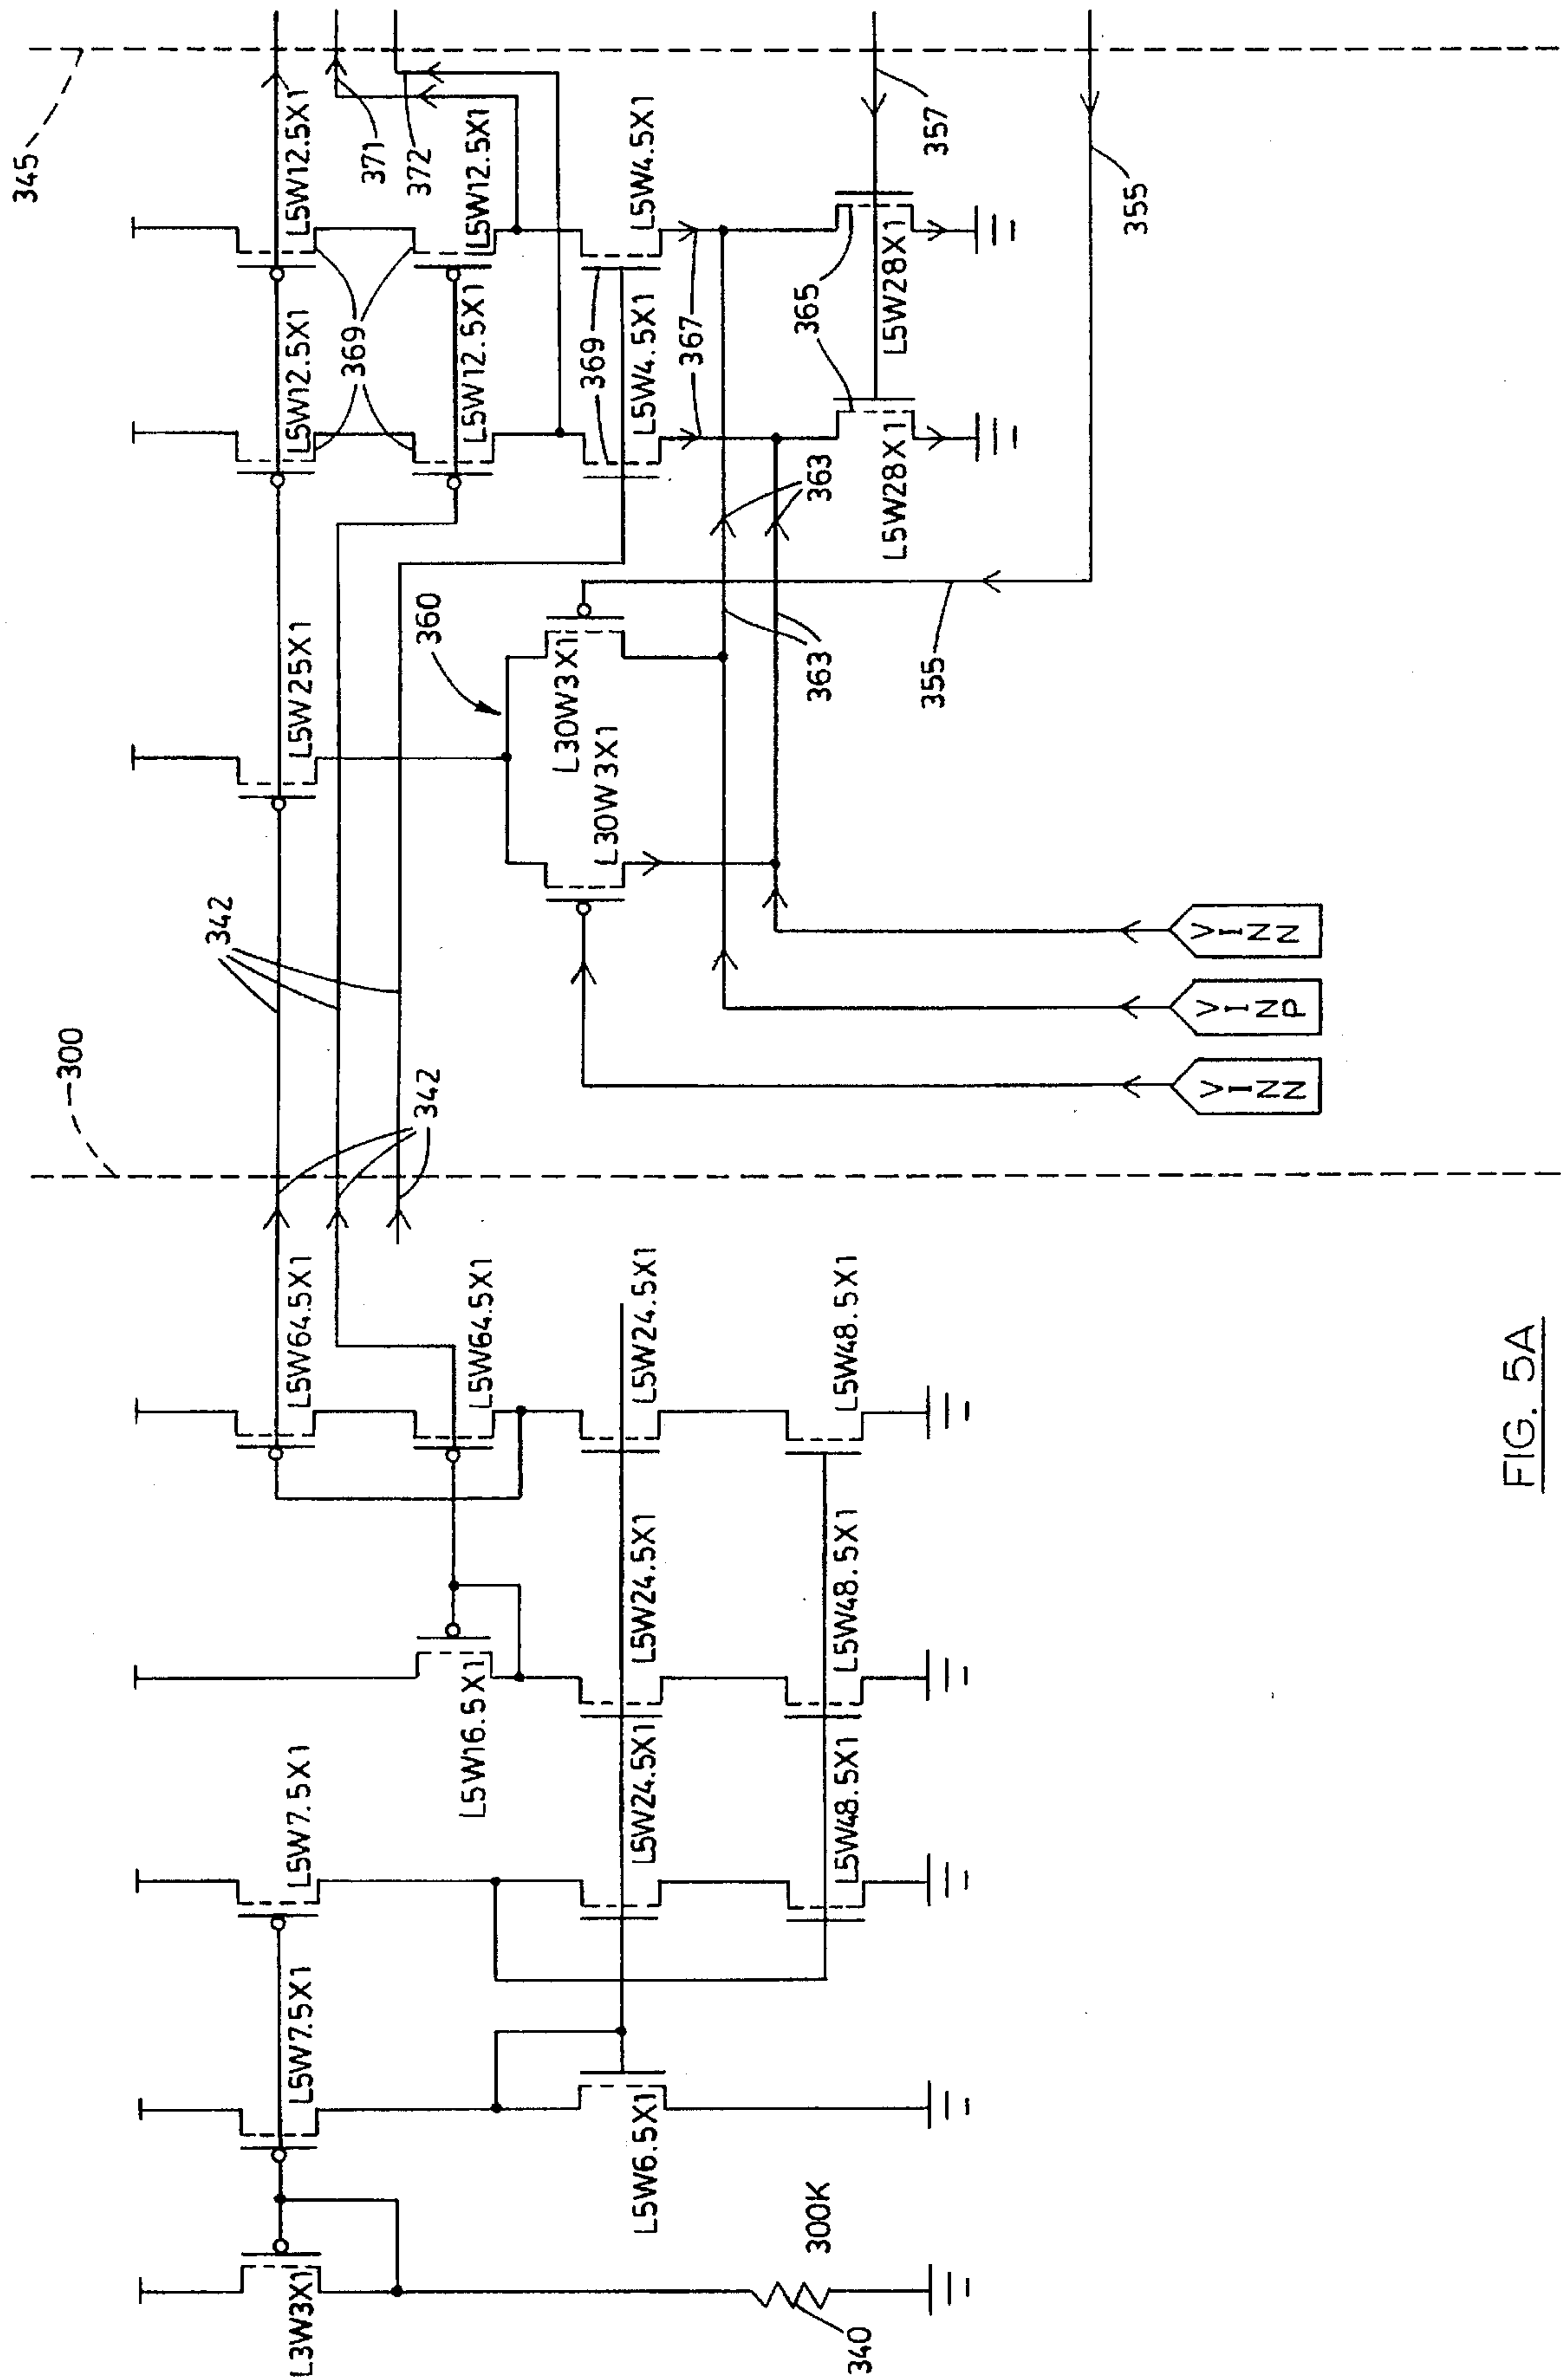 345
300
342
342
371
372
L5W12.5X1
L5W12.5X1
369
L5W12.5X1
L5W12.5X1
L5W25X1
360
L30W3X1
L30W3X1
369
L5W4.5X1
L5W4.5X1
367
363
363
365
L5W28X1
L5W28X1
357
355
355
VINN
VINP
VINN
L5W64.5X1
L5W64.5X1
L5W24.5X1
L5W48.5X1
L5W16.5X1
L5W24.5X1
L5W48.5X1
L5W7.5X1
L5W24.5X1
L5W48.5X1
L5W7.5X1
L5W6.5X1
L3W3X1
300K
340
FIG. 5A